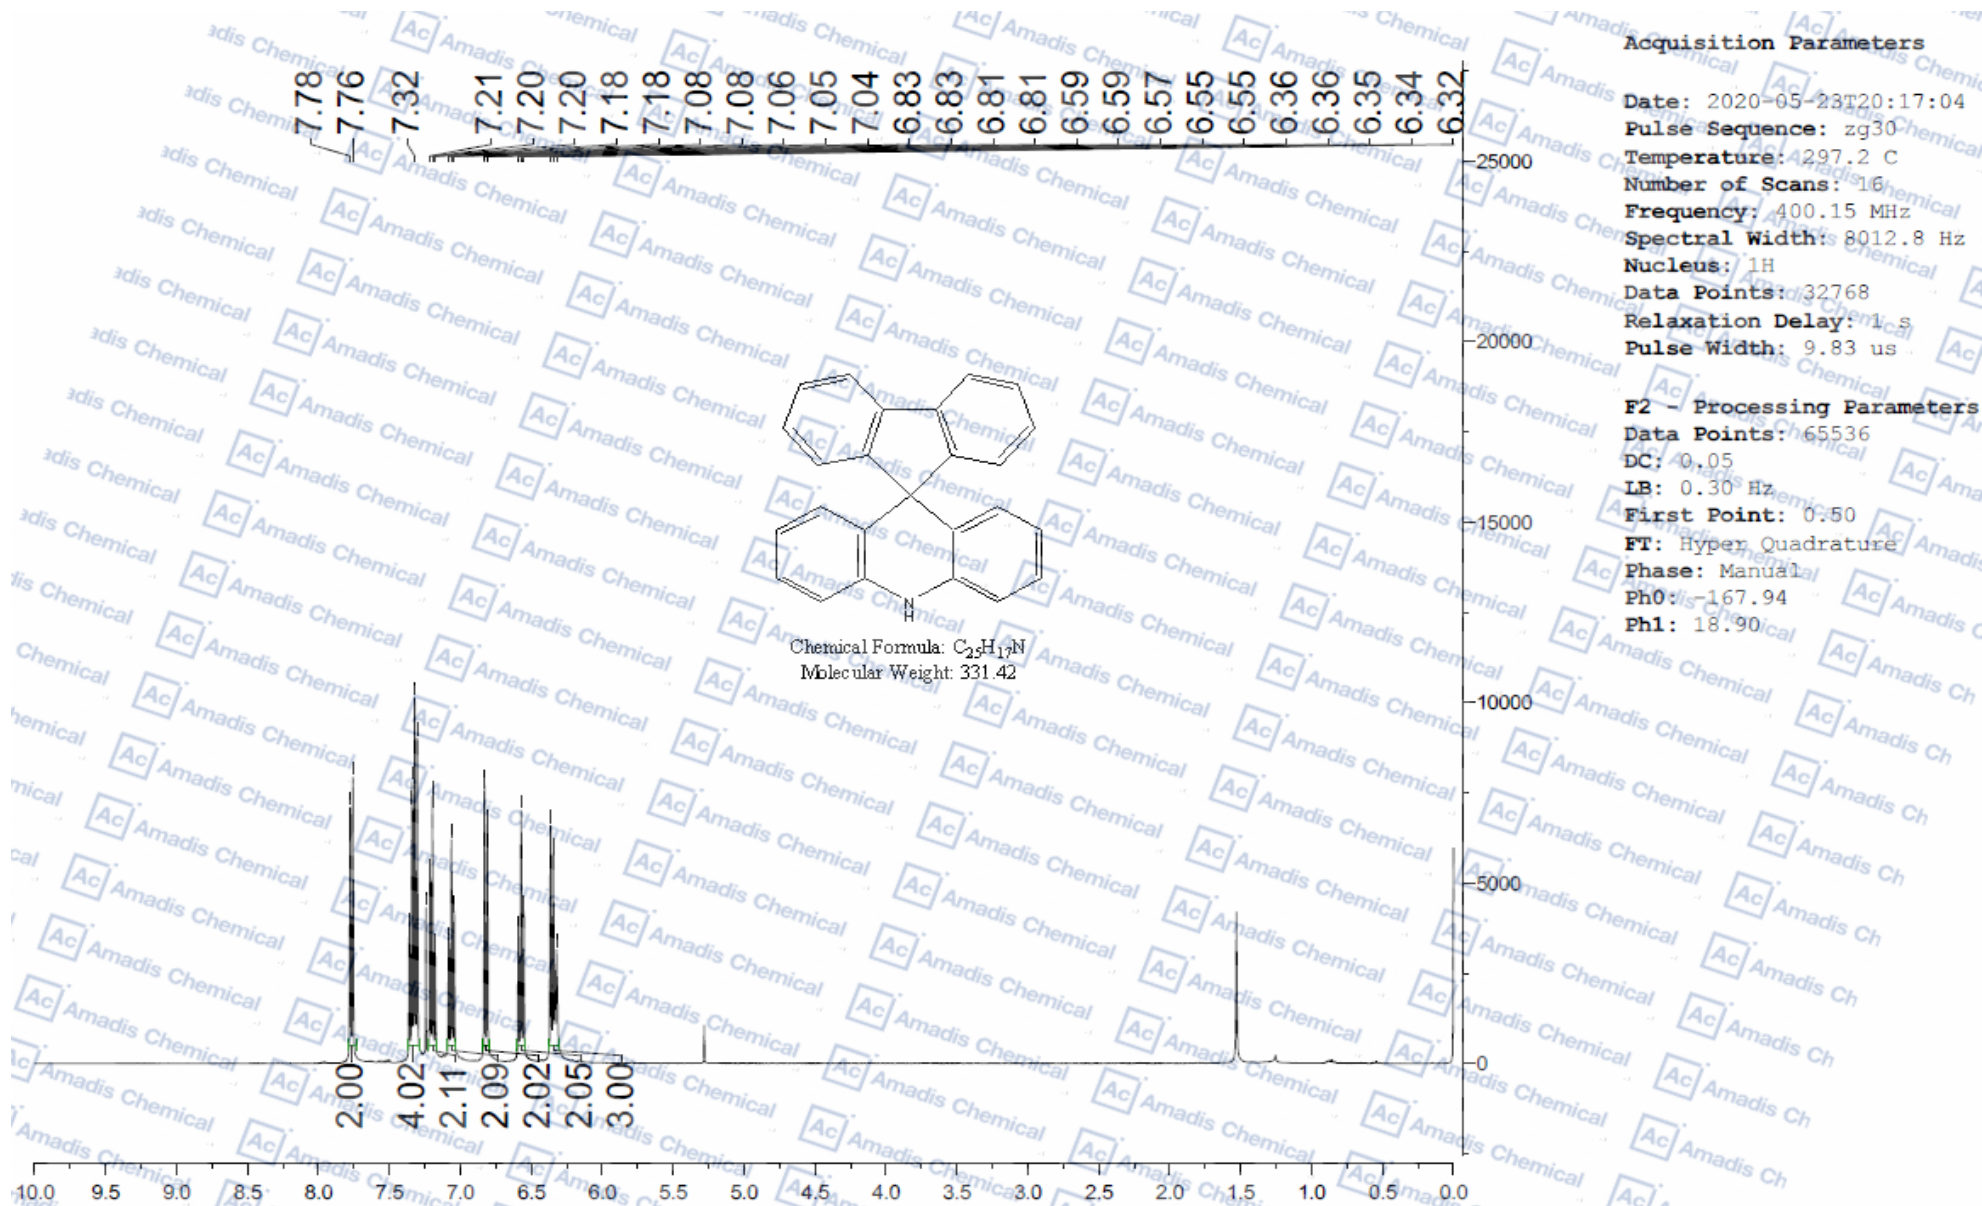 7.78
7.76
7.32
7.21
7.20
7.20
7.18
7.18
7.08
7.08
7.06
7.05
7.04
6.83
6.83
6.81
6.81
6.59
6.59
6.57
6.55
6.55
6.36
6.36
6.35
6.34
6.32
Acquisition Parameters
Date: 2020-05-23T20:17:04
Pulse Sequence: zg30
Temperature: 297.2 C
Number of Scans: 16
Frequency: 400.15 MHz
Spectral Width: 8012.8 Hz
Nucleus: 1H
Data Points: 32768
Relaxation Delay: 1 s
Pulse Width: 9.83 us
F2 - Processing Parameters
Data Points: 65536
DC: 0.05
LB: 0.30 Hz
First Point: 0.50
FT: Hyper Quadrature
Phase: Manual
Ph0: -167.94
Ph1: 18.90
25000
20000
15000
10000
5000
0
N
H
Chemical Formula: C25H17N
Molecular Weight: 331.42
2.00
4.02
2.11
2.09
2.02
2.05
3.00
10.0 9.5 9.0 8.5 8.0 7.5 7.0 6.5 6.0 5.5 5.0 4.5 4.0 3.5 3.0 2.5 2.0 1.5 1.0 0.5 0.0
Ac Amadis Chemical